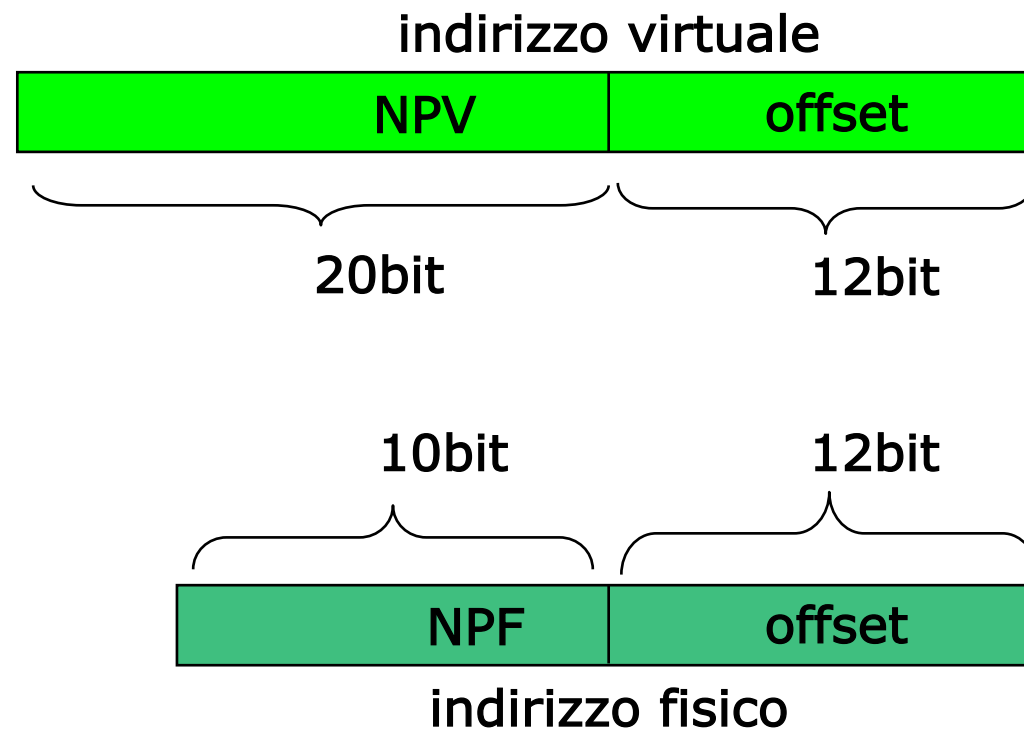 indirizzo virtuale
NPV offset
20bit 12bit
10bit 12bit
NPF offset
indirizzo fisico